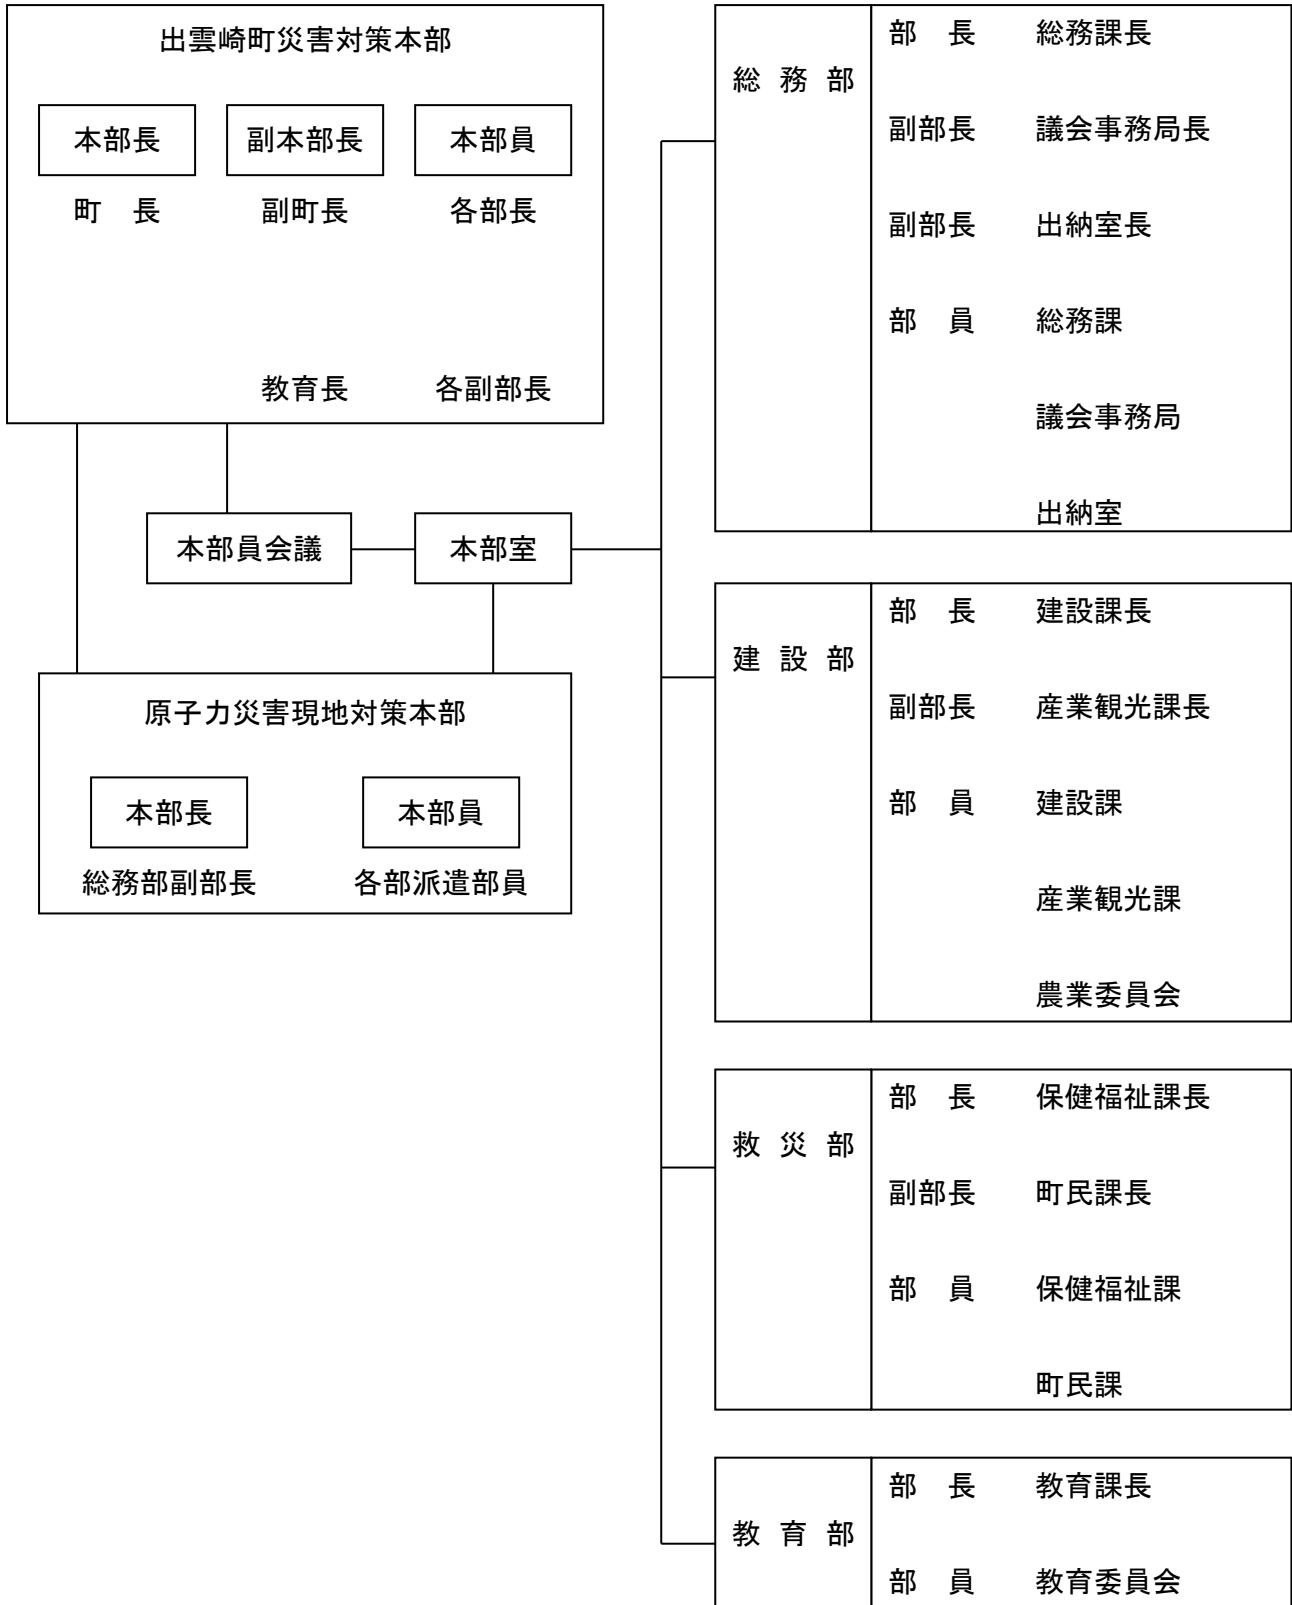 出雲崎町災害対策本部
本部長 副本部長 本部員
町　長 副町長 各部長
教育長 各副部長
本部員会議 本部室
原子力災害現地対策本部
本部長 本部員
総務部副部長 各部派遣部員
総 務 部
部　長 総務課長
副部長 議会事務局長
副部長 出納室長
部　員 総務課
議会事務局
出納室
建 設 部
部　長 建設課長
副部長 産業観光課長
部　員 建設課
産業観光課
農業委員会
救 災 部
部　長 保健福祉課長
副部長 町民課長
部　員 保健福祉課
町民課
教 育 部
部　長 教育課長
部　員 教育委員会